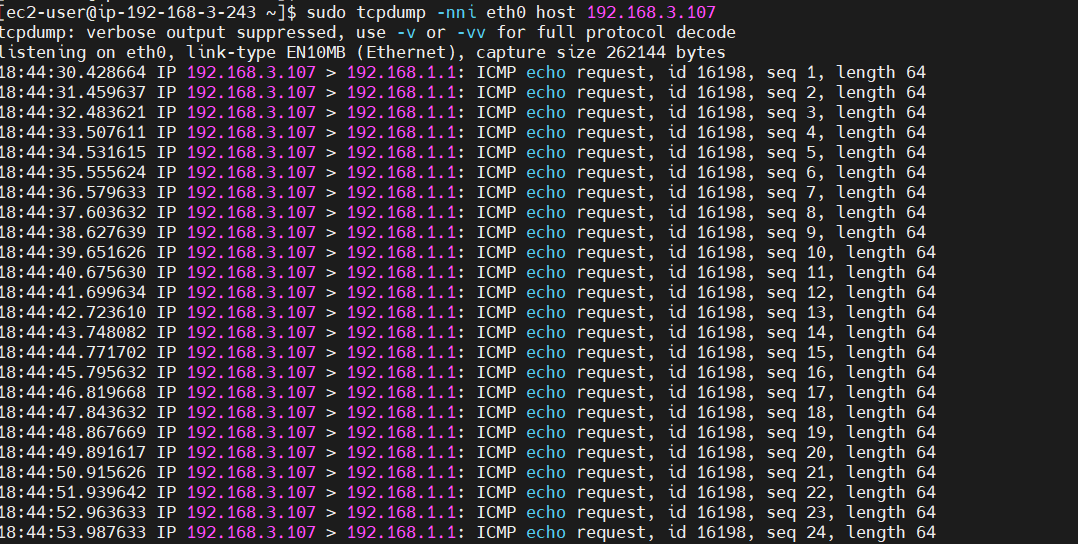 [ec2-user@ip-192-168-3-243 ~]$ sudo tcpdump -nni eth0 host 192.168.3.107
tcpdump: verbose output suppressed, use -v or -vv for full protocol decode
listening on eth0, link-type EN10MB (Ethernet), capture size 262144 bytes
18:44:30.428664 IP 192.168.3.107 > 192.168.1.1: ICMP echo request, id 16198, seq 1, length 64
18:44:31.459637 IP 192.168.3.107 > 192.168.1.1: ICMP echo request, id 16198, seq 2, length 64
18:44:32.483621 IP 192.168.3.107 > 192.168.1.1: ICMP echo request, id 16198, seq 3, length 64
18:44:33.507611 IP 192.168.3.107 > 192.168.1.1: ICMP echo request, id 16198, seq 4, length 64
18:44:34.531615 IP 192.168.3.107 > 192.168.1.1: ICMP echo request, id 16198, seq 5, length 64
18:44:35.555624 IP 192.168.3.107 > 192.168.1.1: ICMP echo request, id 16198, seq 6, length 64
18:44:36.579633 IP 192.168.3.107 > 192.168.1.1: ICMP echo request, id 16198, seq 7, length 64
18:44:37.603632 IP 192.168.3.107 > 192.168.1.1: ICMP echo request, id 16198, seq 8, length 64
18:44:38.627639 IP 192.168.3.107 > 192.168.1.1: ICMP echo request, id 16198, seq 9, length 64
18:44:39.651626 IP 192.168.3.107 > 192.168.1.1: ICMP echo request, id 16198, seq 10, length 64
18:44:40.675630 IP 192.168.3.107 > 192.168.1.1: ICMP echo request, id 16198, seq 11, length 64
18:44:41.699634 IP 192.168.3.107 > 192.168.1.1: ICMP echo request, id 16198, seq 12, length 64
18:44:42.723610 IP 192.168.3.107 > 192.168.1.1: ICMP echo request, id 16198, seq 13, length 64
18:44:43.748082 IP 192.168.3.107 > 192.168.1.1: ICMP echo request, id 16198, seq 14, length 64
18:44:44.771702 IP 192.168.3.107 > 192.168.1.1: ICMP echo request, id 16198, seq 15, length 64
18:44:45.795632 IP 192.168.3.107 > 192.168.1.1: ICMP echo request, id 16198, seq 16, length 64
18:44:46.819668 IP 192.168.3.107 > 192.168.1.1: ICMP echo request, id 16198, seq 17, length 64
18:44:47.843632 IP 192.168.3.107 > 192.168.1.1: ICMP echo request, id 16198, seq 18, length 64
18:44:48.867669 IP 192.168.3.107 > 192.168.1.1: ICMP echo request, id 16198, seq 19, length 64
18:44:49.891617 IP 192.168.3.107 > 192.168.1.1: ICMP echo request, id 16198, seq 20, length 64
18:44:50.915626 IP 192.168.3.107 > 192.168.1.1: ICMP echo request, id 16198, seq 21, length 64
18:44:51.939642 IP 192.168.3.107 > 192.168.1.1: ICMP echo request, id 16198, seq 22, length 64
18:44:52.963633 IP 192.168.3.107 > 192.168.1.1: ICMP echo request, id 16198, seq 23, length 64
18:44:53.987633 IP 192.168.3.107 > 192.168.1.1: ICMP echo request, id 16198, seq 24, length 64